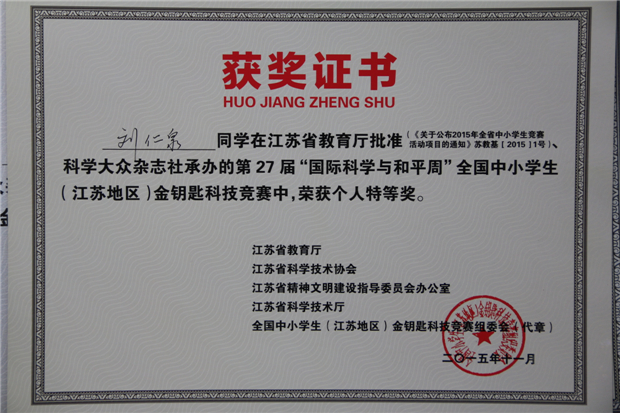 获奖证书
HUO JIANG ZHENG SHU
刘仁泉 同学在江苏省教育厅批准(《关于公布2015年全省中小学生竞赛活动项目的通知》苏教基[2015]1号)、
科学大众杂志社承办的第27届“国际科学与和平周”全国中小学生
(江苏地区)金钥匙科技竞赛中,荣获个人特等奖。
江苏省教育厅
江苏省科学技术协会
江苏省精神文明建设指导委员会办公室
江苏省科学技术厅
全国中小学生(江苏地区)金钥匙科技竞赛组委会(代章)
二〇一五年十一月